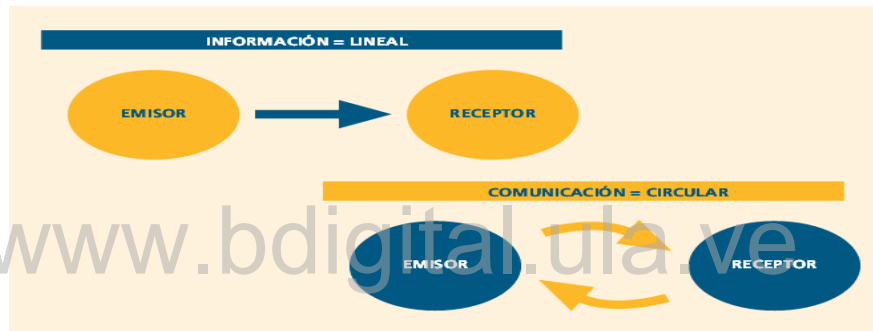 INFORMACIÓN = LINEAL
EMISOR
RECEPTOR
COMUNICACIÓN = CIRCULAR
www.bdigital.ula.ve
EMISOR
RECEPTOR